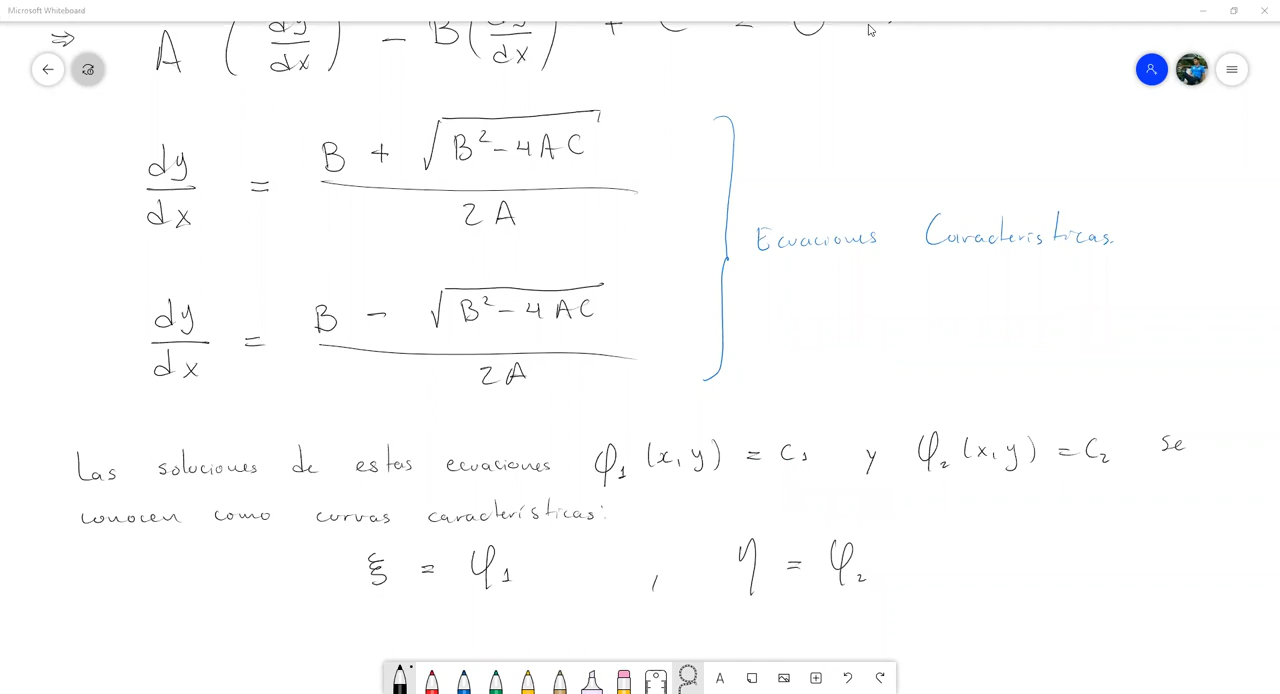 Microsoft Whiteboard
⇒ A (dy/dx) - B(dy/dx) + C = 0
dy/dx = (B + √(B² - 4AC)) / 2A
Ecuaciones Características.
dy/dx = (B - √(B² - 4AC)) / 2A
Las soluciones de estas ecuaciones φ₁(x,y) = C₁ y φ₂(x,y) = C₂ se
conocen como curvas características:
ξ = φ₁ , η = φ₂
A